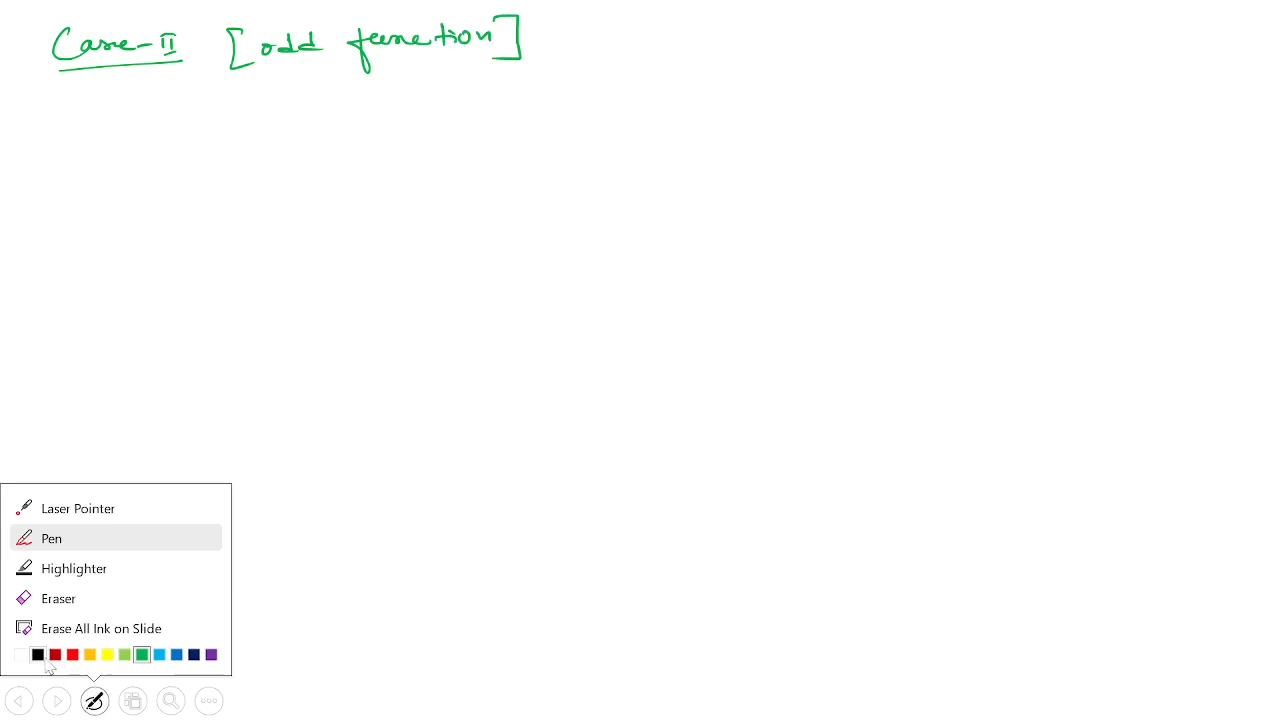 Case-II [odd function]
Laser Pointer
Pen
Highlighter
Eraser
Erase All Ink on Slide